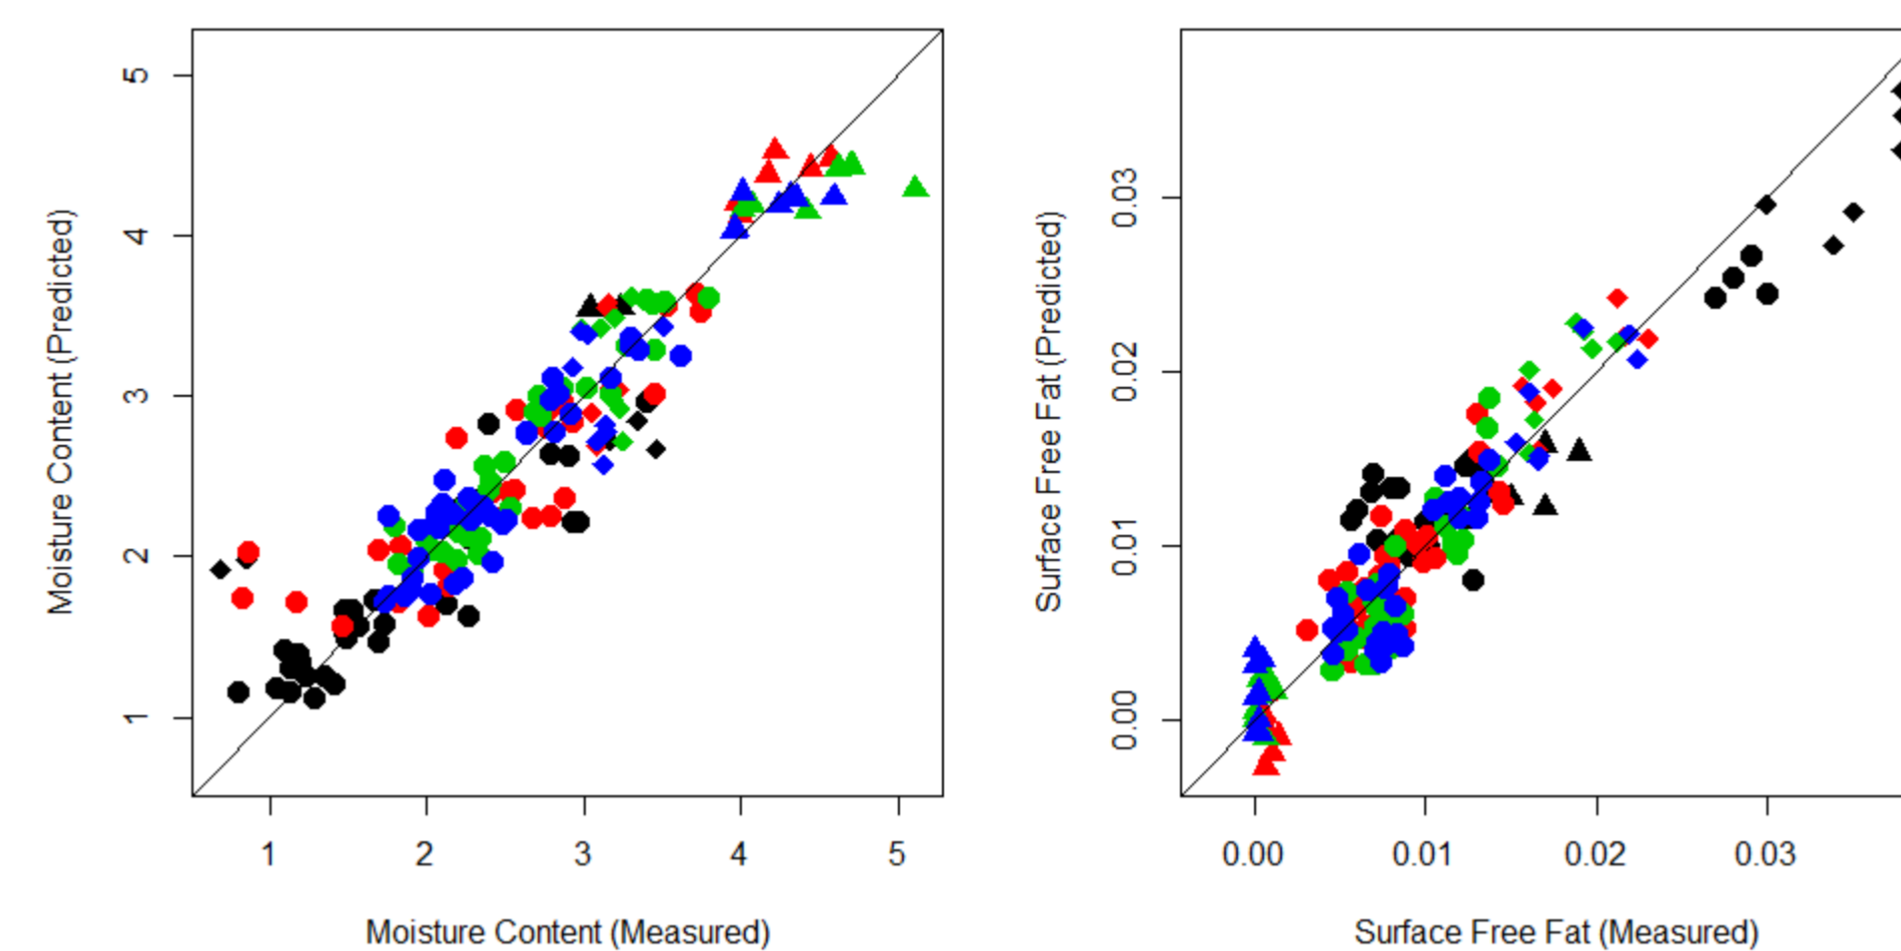 5
4
3
2
1
Moisture Content (Predicted)
1 2 3 4 5
Moisture Content (Measured)
0.03
0.02
0.01
0.00
Surface Free Fat (Predicted)
0.00 0.01 0.02 0.03
Surface Free Fat (Measured)